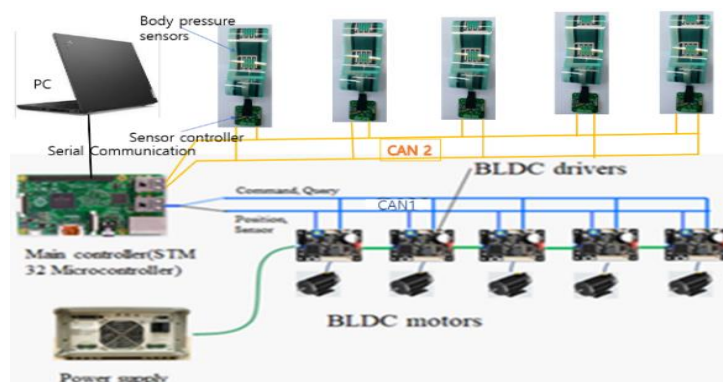 Body pressure
sensors
PC
Sensor controller
Serial Communication
CAN 2
BLDC drivers
Command, Query
CAN1
Position,
Sensor
Main controller(STM
32 Microcontroller)
BLDC motors
Power supply